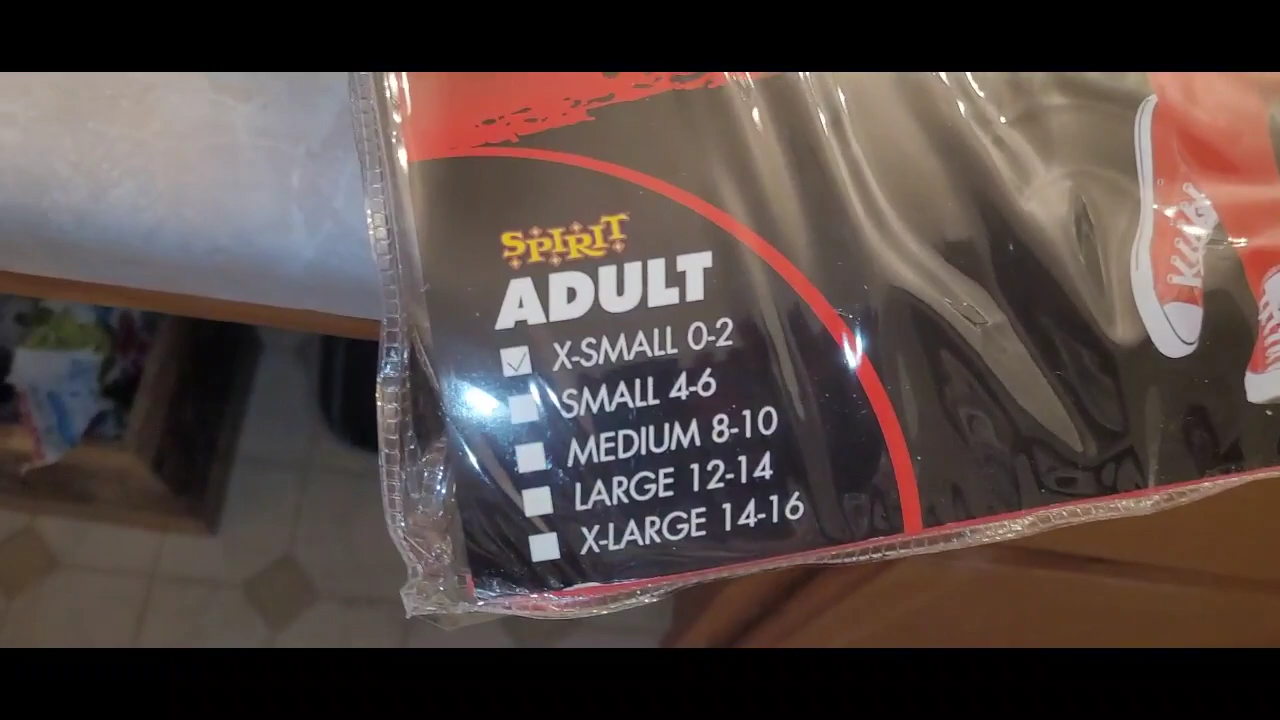 SPIRIT
ADULT
X-SMALL 0-2
SMALL 4-6
MEDIUM 8-10
LARGE 12-14
X-LARGE 14-16